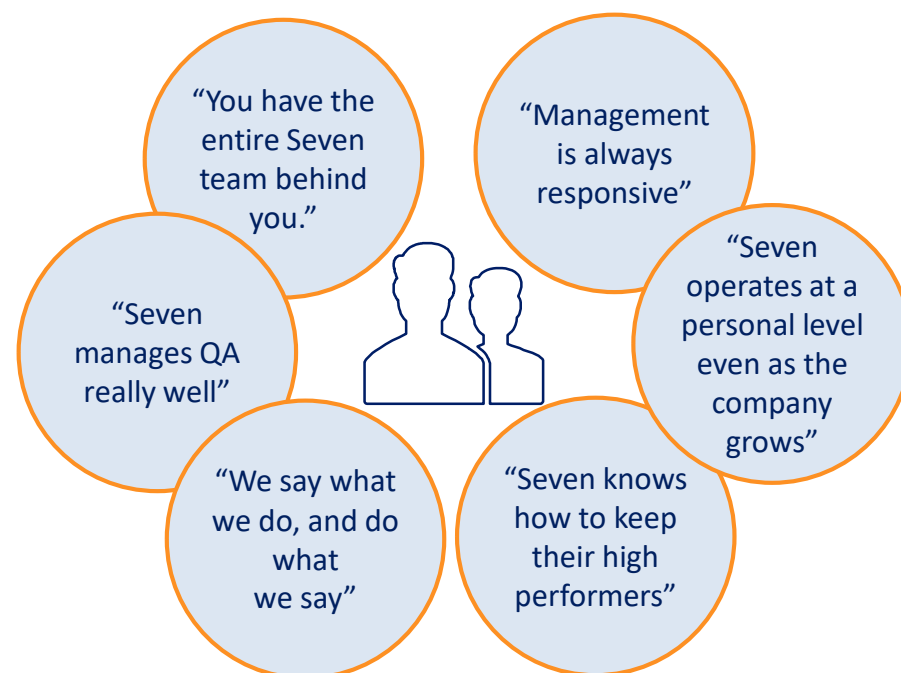 “You have the
entire Seven
team behind
you.”
“Management
is always
responsive”
“Seven
manages QA
really well”
“Seven
operates at a
personal level
even as the
company
grows”
“We say what
we do, and do
what
we say”
“Seven knows
how to keep
their high
performers”